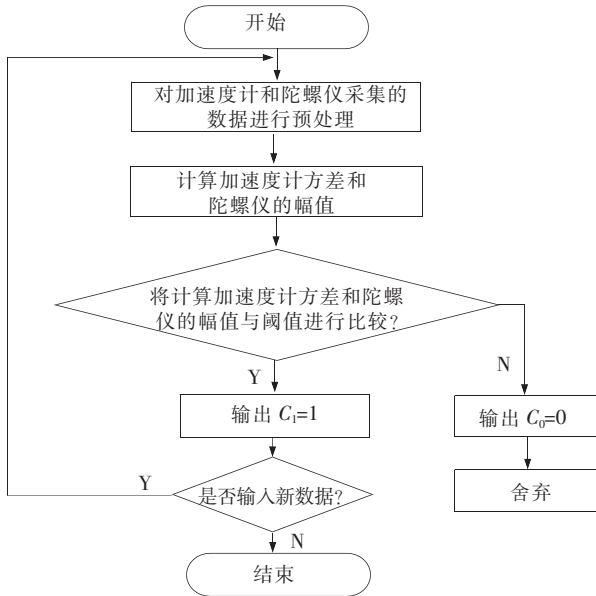 开始
对加速度计和陀螺仪采集的
数据进行预处理
计算加速度计方差和
陀螺仪的幅值
将计算加速度计方差和陀螺
仪的幅值与阈值进行比较?
Y
N
输出 C₁=1
输出 C₀=0
Y
是否输入新数据?
舍弃
N
结束